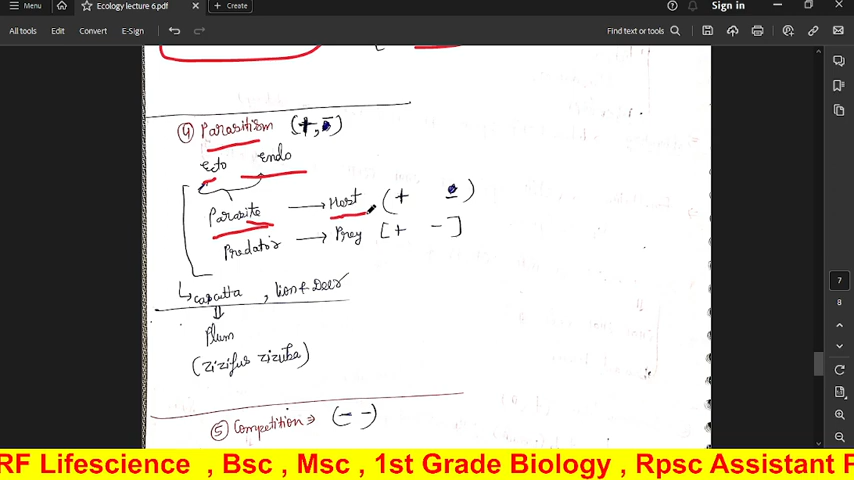 Menu
Ecology lecture 6.pdf
Create
Sign in
All tools
Edit
Convert
E-Sign
Find text or tools
④ Parasitism (+, -)
Ecto Endo
Parasite → Host (+ -)
Predator → Prey [+ -]
cascutta , lion & Deer
Plum
(Zizifus zizuba)
⑤ Competition ⇒ (- -)
7
8
RF Lifescience , Bsc , Msc , 1st Grade Biology , Rpsc Assistant P